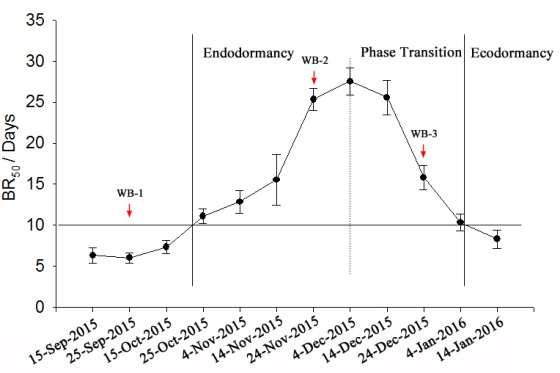 35
30
25
20
15
10
5
0
BR50 / Days
Endodormancy
Phase Transition
Ecodormancy
WB-1
WB-2
WB-3
15-Sep-2015
25-Sep-2015
15-Oct-2015
25-Oct-2015
4-Nov-2015
14-Nov-2015
24-Nov-2015
4-Dec-2015
14-Dec-2015
24-Dec-2015
4-Jan-2016
14-Jan-2016